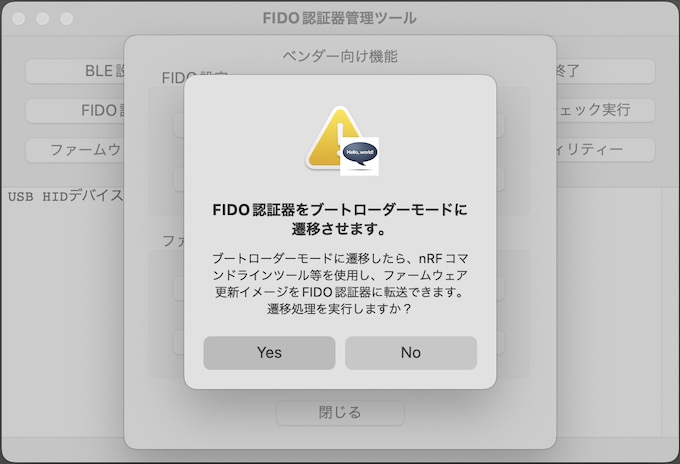 FIDO認証器管理ツール
ベンダー向け機能
BLE設
FIDO設定
終了
FIDO設
ェック実行
ファームウ
ィリティー
USB HIDデバイス
Hello, world!
FIDO認証器をブートローダーモードに
遷移させます。
ブートローダーモードに遷移したら、nRFコマ
ンドラインツール等を使用し、ファームウェア
更新イメージをFIDO認証器に転送できます。
遷移処理を実行しますか？
ファ
Yes
No
閉じる